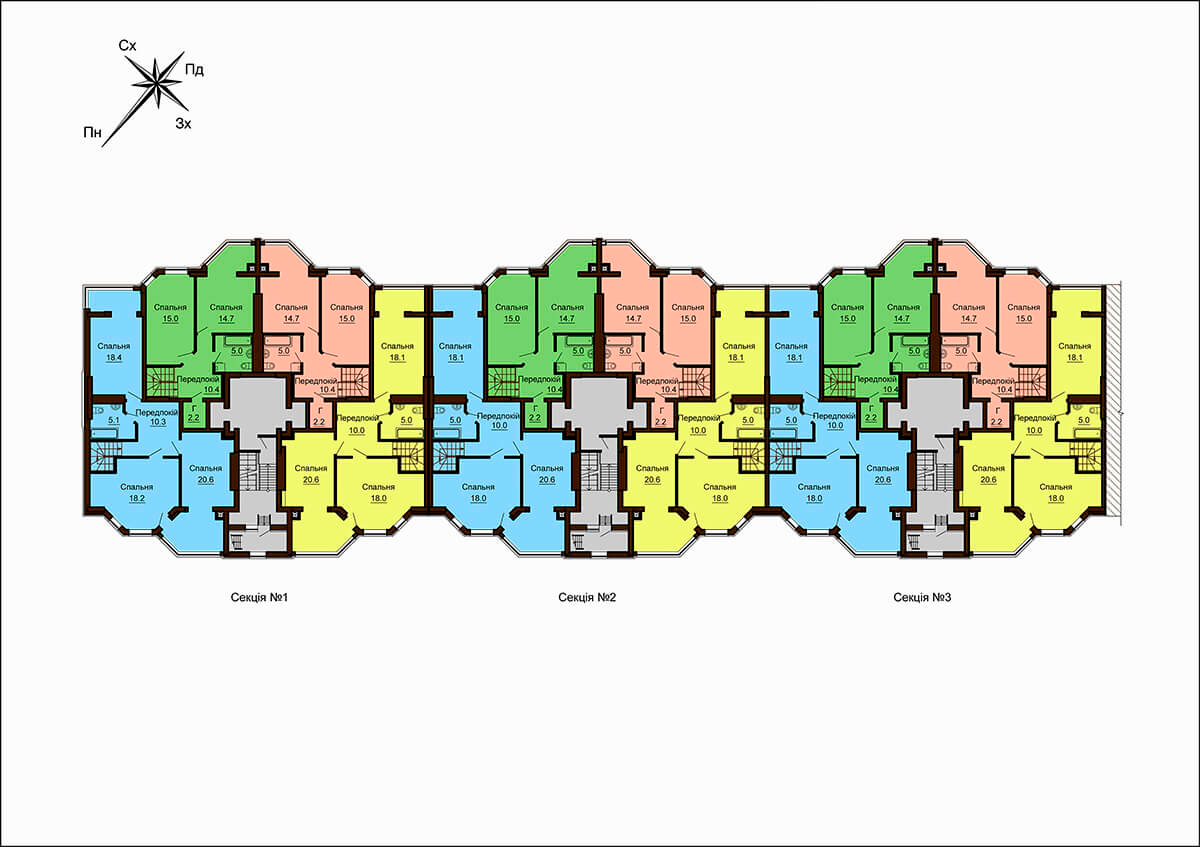 Сх
Пд
Пн
Зх
Спальня
15.0
Спальня
14.7
Спальня
14.7
Спальня
15.0
Спальня
18.4
5.0
5.0
Спальня
18.1
Передпокій
10.4
Передпокій
10.4
Г
2.2
Г
2.2
5.1
Передпокій
10.3
Передпокій
10.0
5.0
Спальня
18.2
Спальня
20.6
Спальня
20.6
Спальня
18.0
Спальня
15.0
Спальня
14.7
Спальня
14.7
Спальня
15.0
Спальня
18.1
5.0
5.0
Спальня
18.1
Передпокій
10.4
Передпокій
10.4
Г
2.2
Г
2.2
5.0
Передпокій
10.0
Передпокій
10.0
5.0
Спальня
18.0
Спальня
20.6
Спальня
20.6
Спальня
18.0
Спальня
15.0
Спальня
14.7
Спальня
14.7
Спальня
15.0
Спальня
18.1
5.0
5.0
Спальня
18.1
Передпокій
10.4
Передпокій
10.4
Г
2.2
Г
2.2
5.0
Передпокій
10.0
Передпокій
10.0
5.0
Спальня
18.0
Спальня
20.6
Спальня
20.6
Спальня
18.0
Секція №1
Секція №2
Секція №3